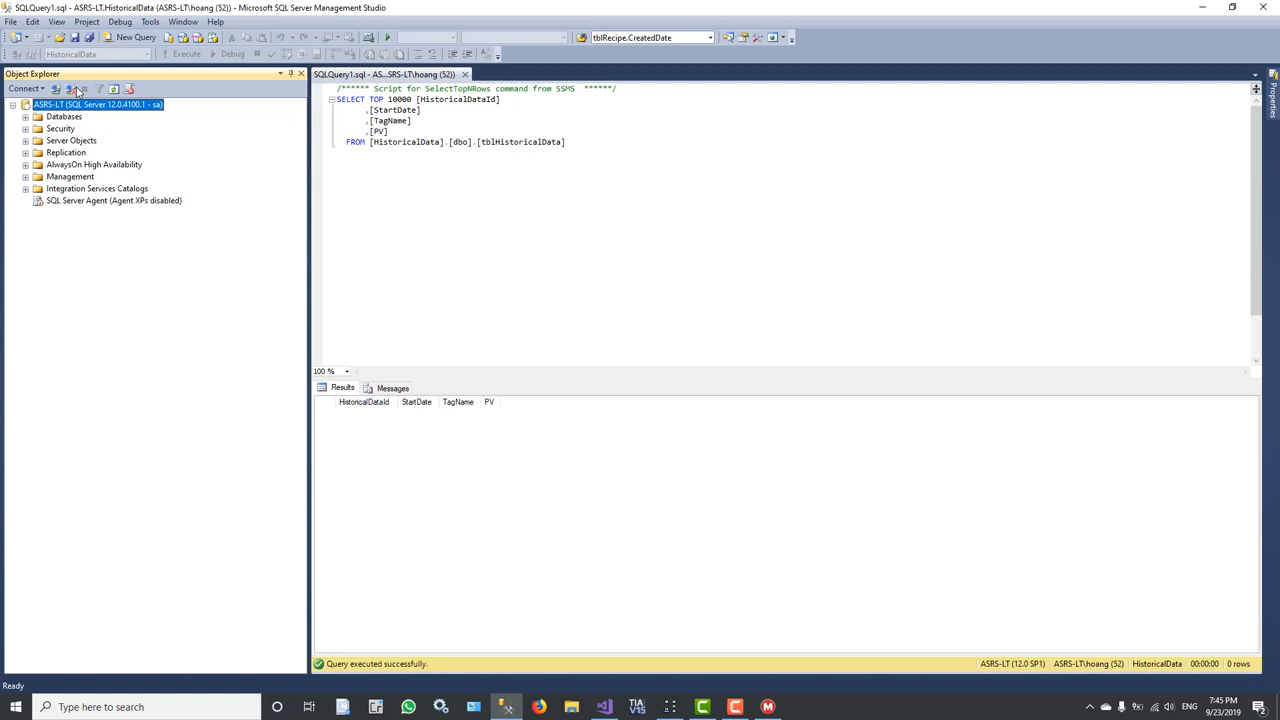 SQLQuery1.sql - ASRS-LT.HistoricalData (ASRS-LT\hoang (52)) - Microsoft SQL Server Management Studio
File Edit View Project Debug Tools Window Help
New Query
tblRecipe.CreatedDate
HistoricalData
Execute
Debug
Object Explorer
Connect
ASRS-LT (SQL Server 12.0.4100.1 - sa)
Databases
Security
Server Objects
Replication
AlwaysOn High Availability
Management
Integration Services Catalogs
SQL Server Agent (Agent XPs disabled)
SQLQuery1.sql - AS...SRS-LT\hoang (52))
/****** Script for SelectTopNRows command from SSMS  ******/
SELECT TOP 10000 [HistoricalDataId]
,[StartDate]
,[TagName]
,[PV]
FROM [HistoricalData].[dbo].[tblHistoricalData]
Properties
100 %
Results Messages
HistoricalDataId StartDate TagName PV
Query executed successfully.
ASRS-LT (12.0 SP1) ASRS-LT\hoang (52) HistoricalData 00:00:00 0 rows
Ready
Type here to search
TIA
V15
M
7:45 PM
9/23/2019
2